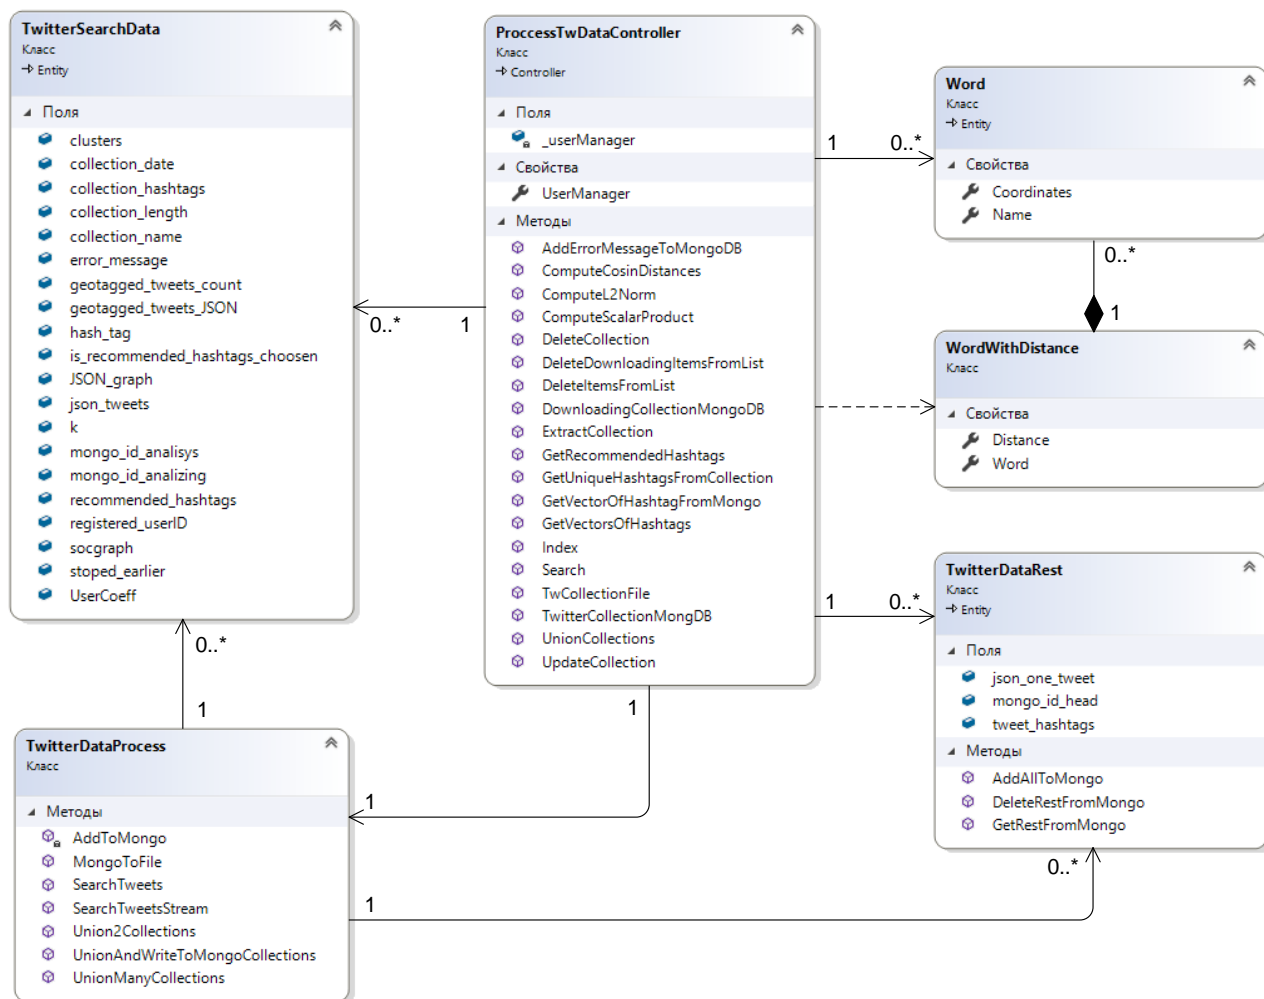 TwitterSearchData
Класс
Entity
Поля
clusters
collection_date
collection_hashtags
collection_length
collection_name
error_message
geotagged_tweets_count
geotagged_tweets_JSON
hash_tag
is_recommended_hashtags_choosen
JSON_graph
json_tweets
k
mongo_id_analisys
mongo_id_analizing
recommended_hashtags
registered_userID
socgraph
stoped_earlier
UserCoeff
ProccessTwDataController
Класс
Controller
Поля
_userManager
Свойства
UserManager
Методы
AddErrorMessageToMongoDB
ComputeCosinDistances
ComputeL2Norm
ComputeScalarProduct
DeleteCollection
DeleteDownloadingItemsFromList
DeleteItemsFromList
DownloadingCollectionMongoDB
ExtractCollection
GetRecommendedHashtags
GetUniqueHashtagsFromCollection
GetVectorOfHashtagFromMongo
GetVectorsOfHashtags
Index
Search
TwCollectionFile
TwitterCollectionMongDB
UnionCollections
UpdateCollection
Word
Класс
Entity
Свойства
Coordinates
Name
WordWithDistance
Класс
Свойства
Distance
Word
TwitterDataRest
Класс
Entity
Поля
json_one_tweet
mongo_id_head
tweet_hashtags
Методы
AddAllToMongo
DeleteRestFromMongo
GetRestFromMongo
TwitterDataProcess
Класс
Методы
AddToMongo
MongoToFile
SearchTweets
SearchTweetsStream
Union2Collections
UnionAndWriteToMongoCollections
UnionManyCollections
1 0..*
0..*
1
0..* 1
1 0..*
0..*
1
1
1
1
0..*